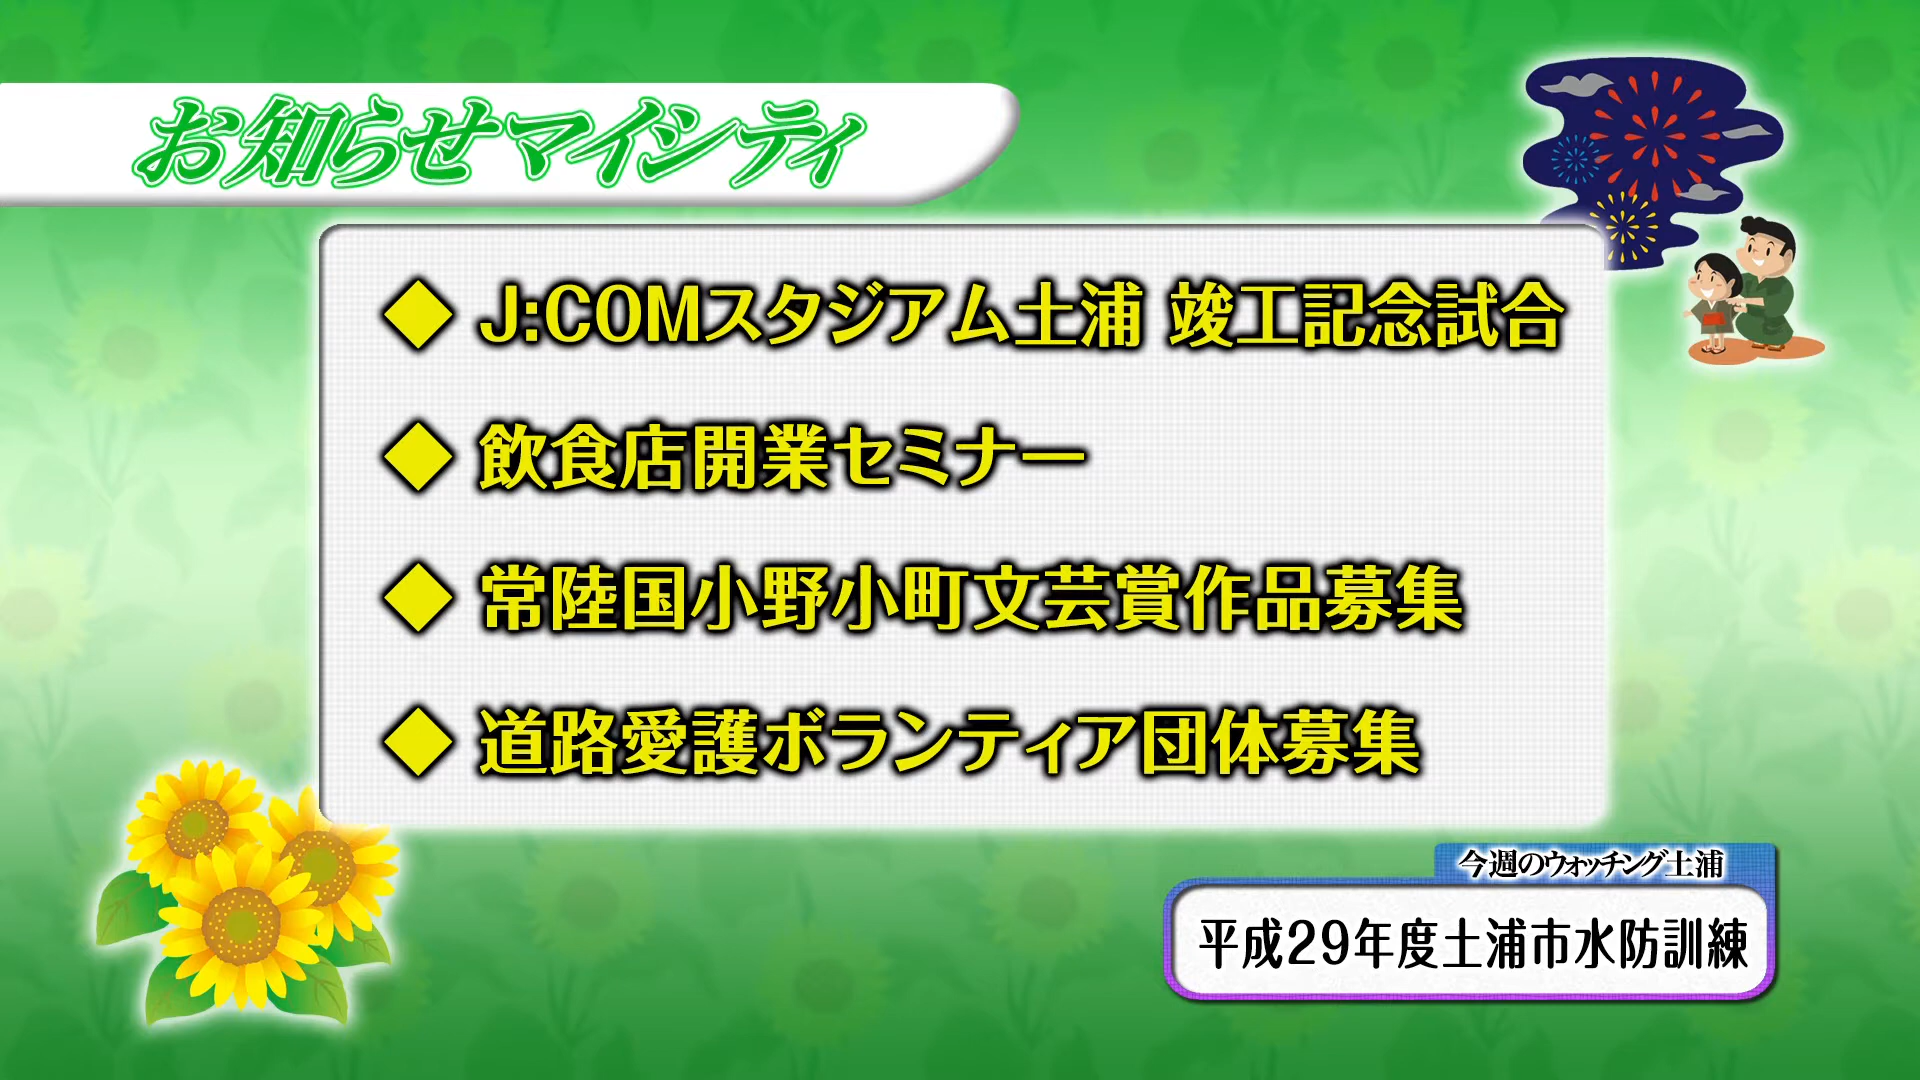 お知らせマイシティ
◆ J:COMスタジアム土浦 竣工記念試合
◆ 飲食店開業セミナー
◆ 常陸国小野小町文芸賞作品募集
◆ 道路愛護ボランティア団体募集
今週のウォッチング土浦
平成29年度土浦市水防訓練